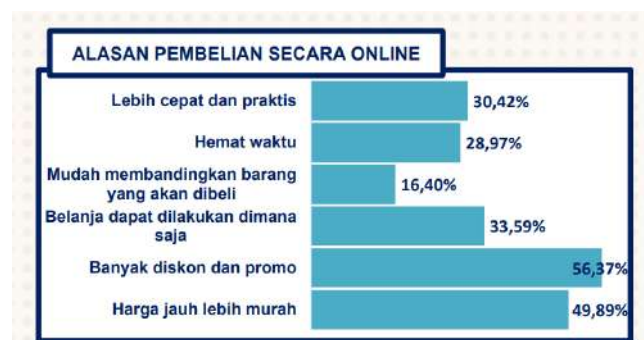 ALASAN PEMBELIAN SECARA ONLINE
Lebih cepat dan praktis
30,42%
Hemat waktu
28,97%
Mudah membandingkan barang
yang akan dibeli
16,40%
Belanja dapat dilakukan dimana
saja
33,59%
Banyak diskon dan promo
56,37%
Harga jauh lebih murah
49,89%